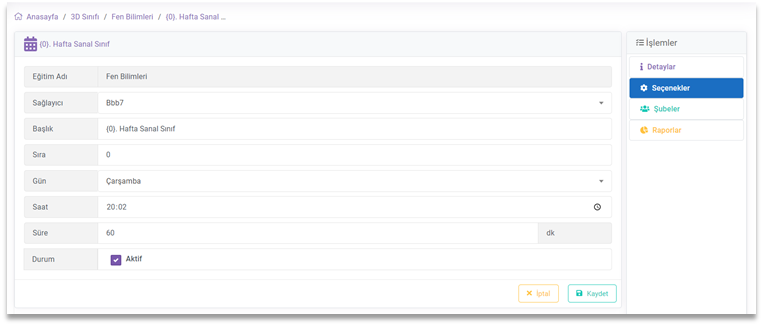 Anasayfa / 3D Sınıfı / Fen Bilimleri / (0). Hafta Sanal ...
(0). Hafta Sanal Sınıf
Eğitim Adı Fen Bilimleri
Sağlayıcı Bbb7
Başlık (0). Hafta Sanal Sınıf
Sıra 0
Gün Çarşamba
Saat 20:02
Süre 60 dk
Durum Aktif
İptal Kaydet
İşlemler
Detaylar
Seçenekler
Şubeler
Raporlar